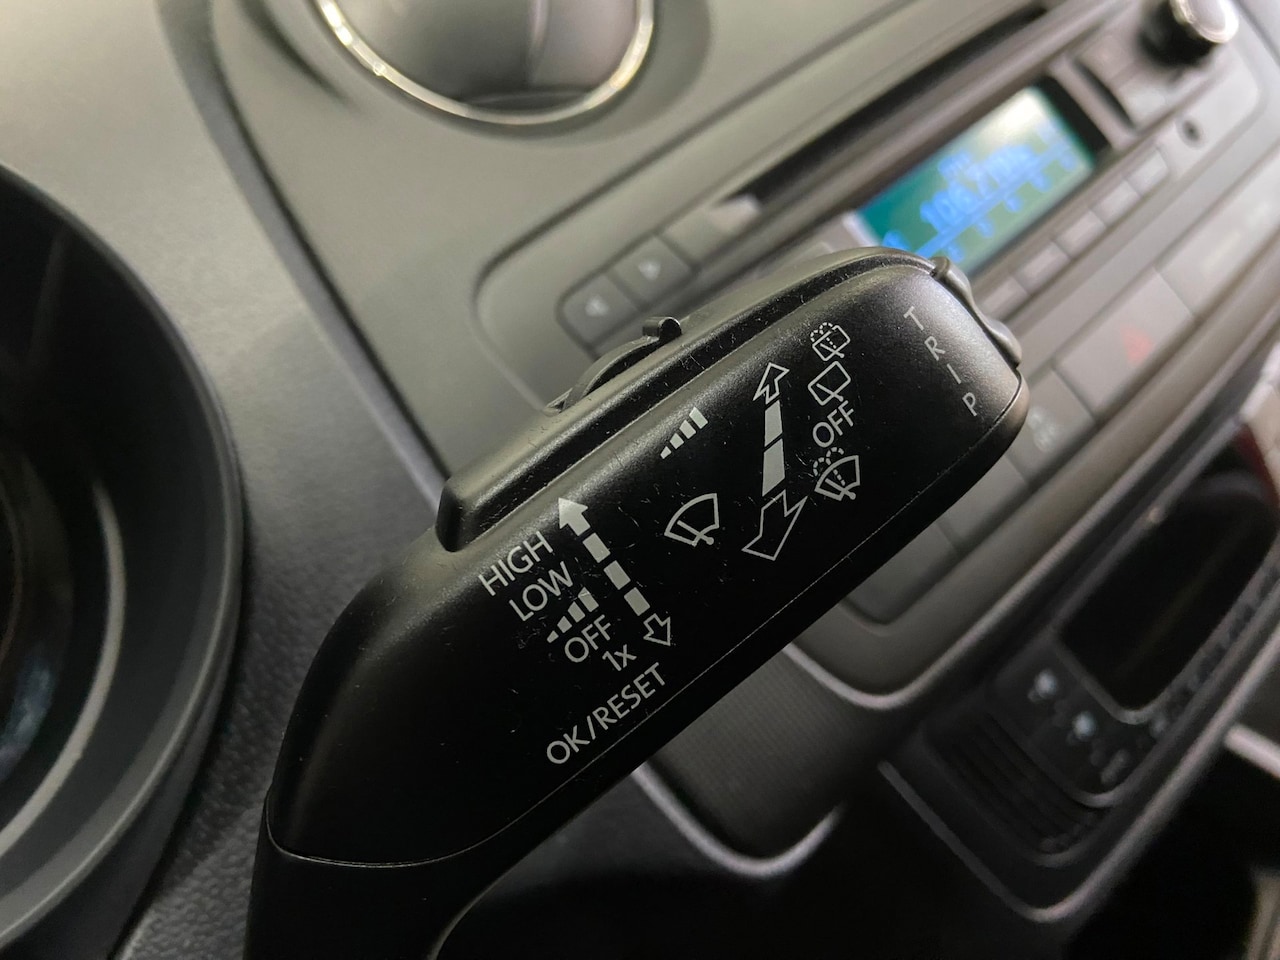 HIGH
LOW
OFF
1x
OK/RESET
OFF
TRIP